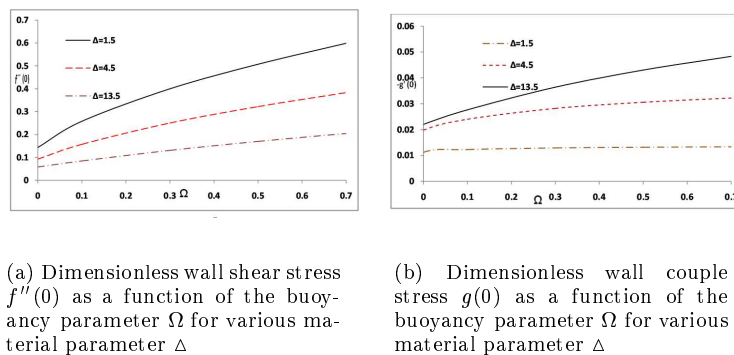 0.7
0.6
0.5
0.4
0.3
0.2
0.1
0
f''(0)
Δ=1.5
Δ=4.5
Δ=13.5
0 0.1 0.2 0.3 0.4 0.5 0.6 0.7
Ω
0.06
0.05
0.04
0.03
0.02
0.01
0
-g'(0)
Δ=1.5
Δ=4.5
Δ=13.5
0 0.1 0.2 0.3 0.4 0.5 0.6 0.7
Ω
(a) Dimensionless wall shear stress
f''(0) as a function of the buoy-
ancy parameter Ω for various ma-
terial parameter △
(b) Dimensionless wall couple
stress g(0) as a function of the
buoyancy parameter Ω for various
material parameter △